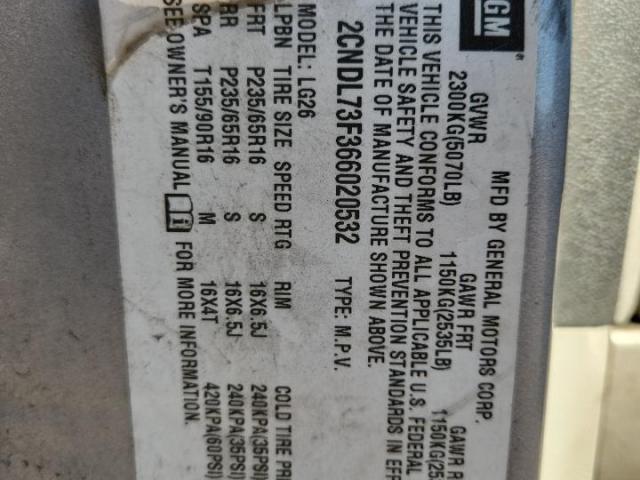 GM
MFD BY GENERAL MOTORS CORP.
GVWR GAWR FRT GAWR R
2300KG(5070LB) 1150KG(2535LB) 1150KG(25
THIS VEHICLE CONFORMS TO ALL APPLICABLE U.S. FEDERAL
VEHICLE SAFETY AND THEFT PREVENTION STANDARDS IN EFF
THE DATE OF MANUFACTURE SHOWN ABOVE.
2CNDL73F366020532 TYPE: M.P.V.
MODEL: LG26
LPBN TIRE SIZE SPEED RTG RIM COLD TIRE PR
FRT P235/65R16 S 16X6.5J 240KPA(35PSI)
RR P235/65R16 S 16X6.5J 240KPA(35PSI)
SPA T155/90R16 M 16X4T 420KPA(60PSI)
SEE OWNER'S MANUAL FOR MORE INFORMATION.